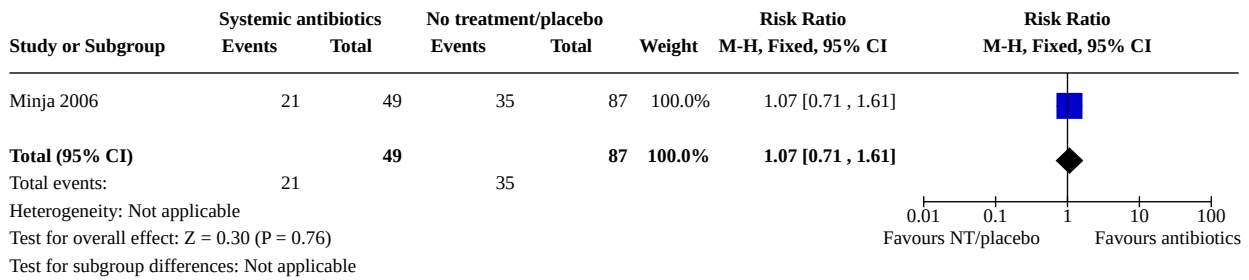 Systemic antibiotics No treatment/placebo Risk Ratio Risk Ratio
Study or Subgroup Events Total Events Total Weight M-H, Fixed, 95% CI M-H, Fixed, 95% CI
Minja 2006 21 49 35 87 100.0% 1.07 [0.71 , 1.61]
Total (95% CI) 49 87 100.0% 1.07 [0.71 , 1.61]
Total events: 21 35
Heterogeneity: Not applicable
0.01 0.1 1 10 100
Test for overall effect: Z = 0.30 (P = 0.76) Favours NT/placebo Favours antibiotics
Test for subgroup differences: Not applicable